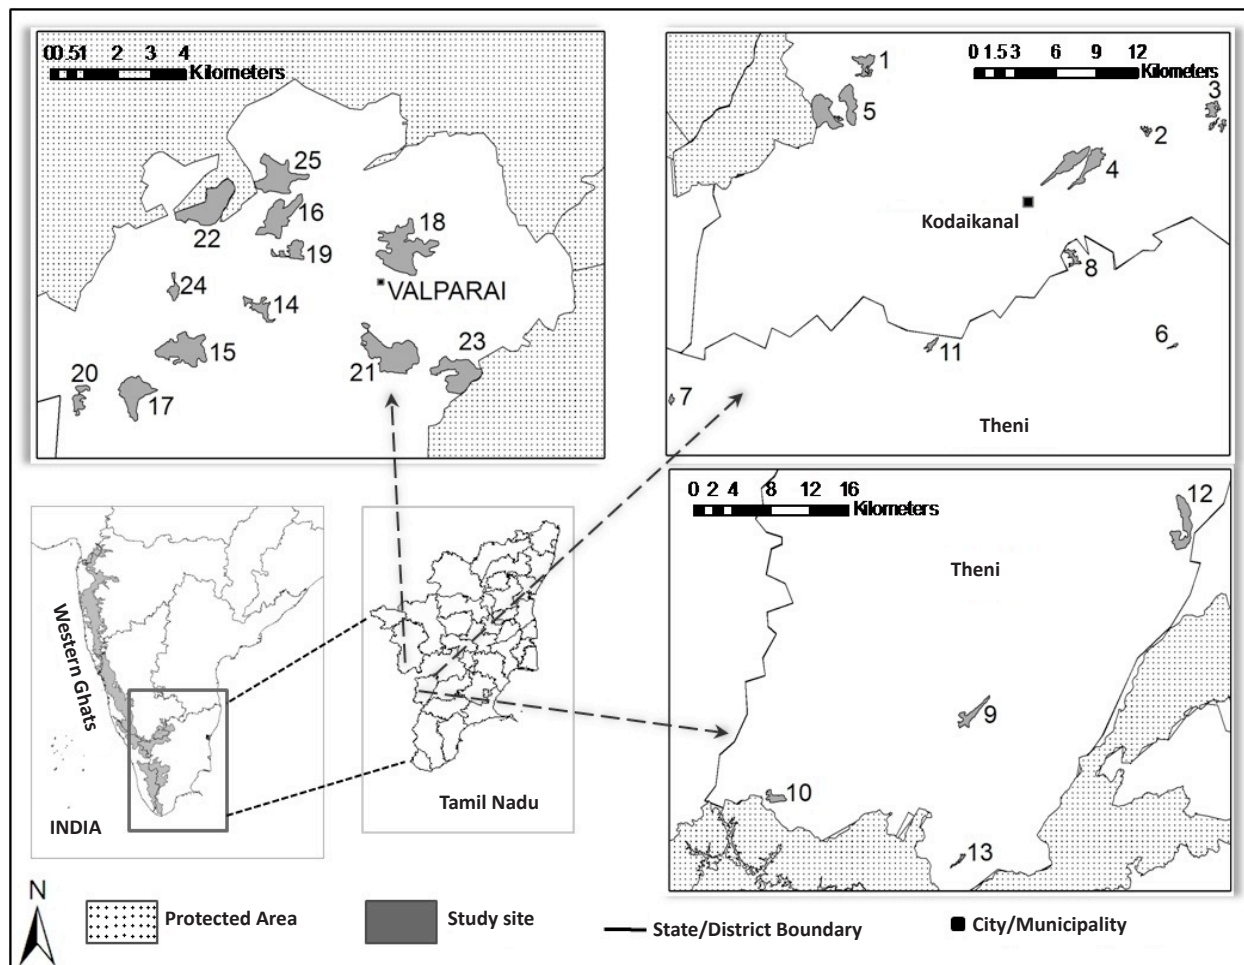 00.51 2 3 4
Kilometers
25
16
22
18
19
24
VALPARAI
14
15
23
21
20
17
0 1.53 6 9 12
Kilometers
1
3
5
2
4
Kodaikanal
8
6
11
7
Theni
0 2 4 8 12 16
Kilometers
12
Theni
9
10
13
Western Ghats
INDIA
Tamil Nadu
N
Protected Area
Study site
State/District Boundary
City/Municipality